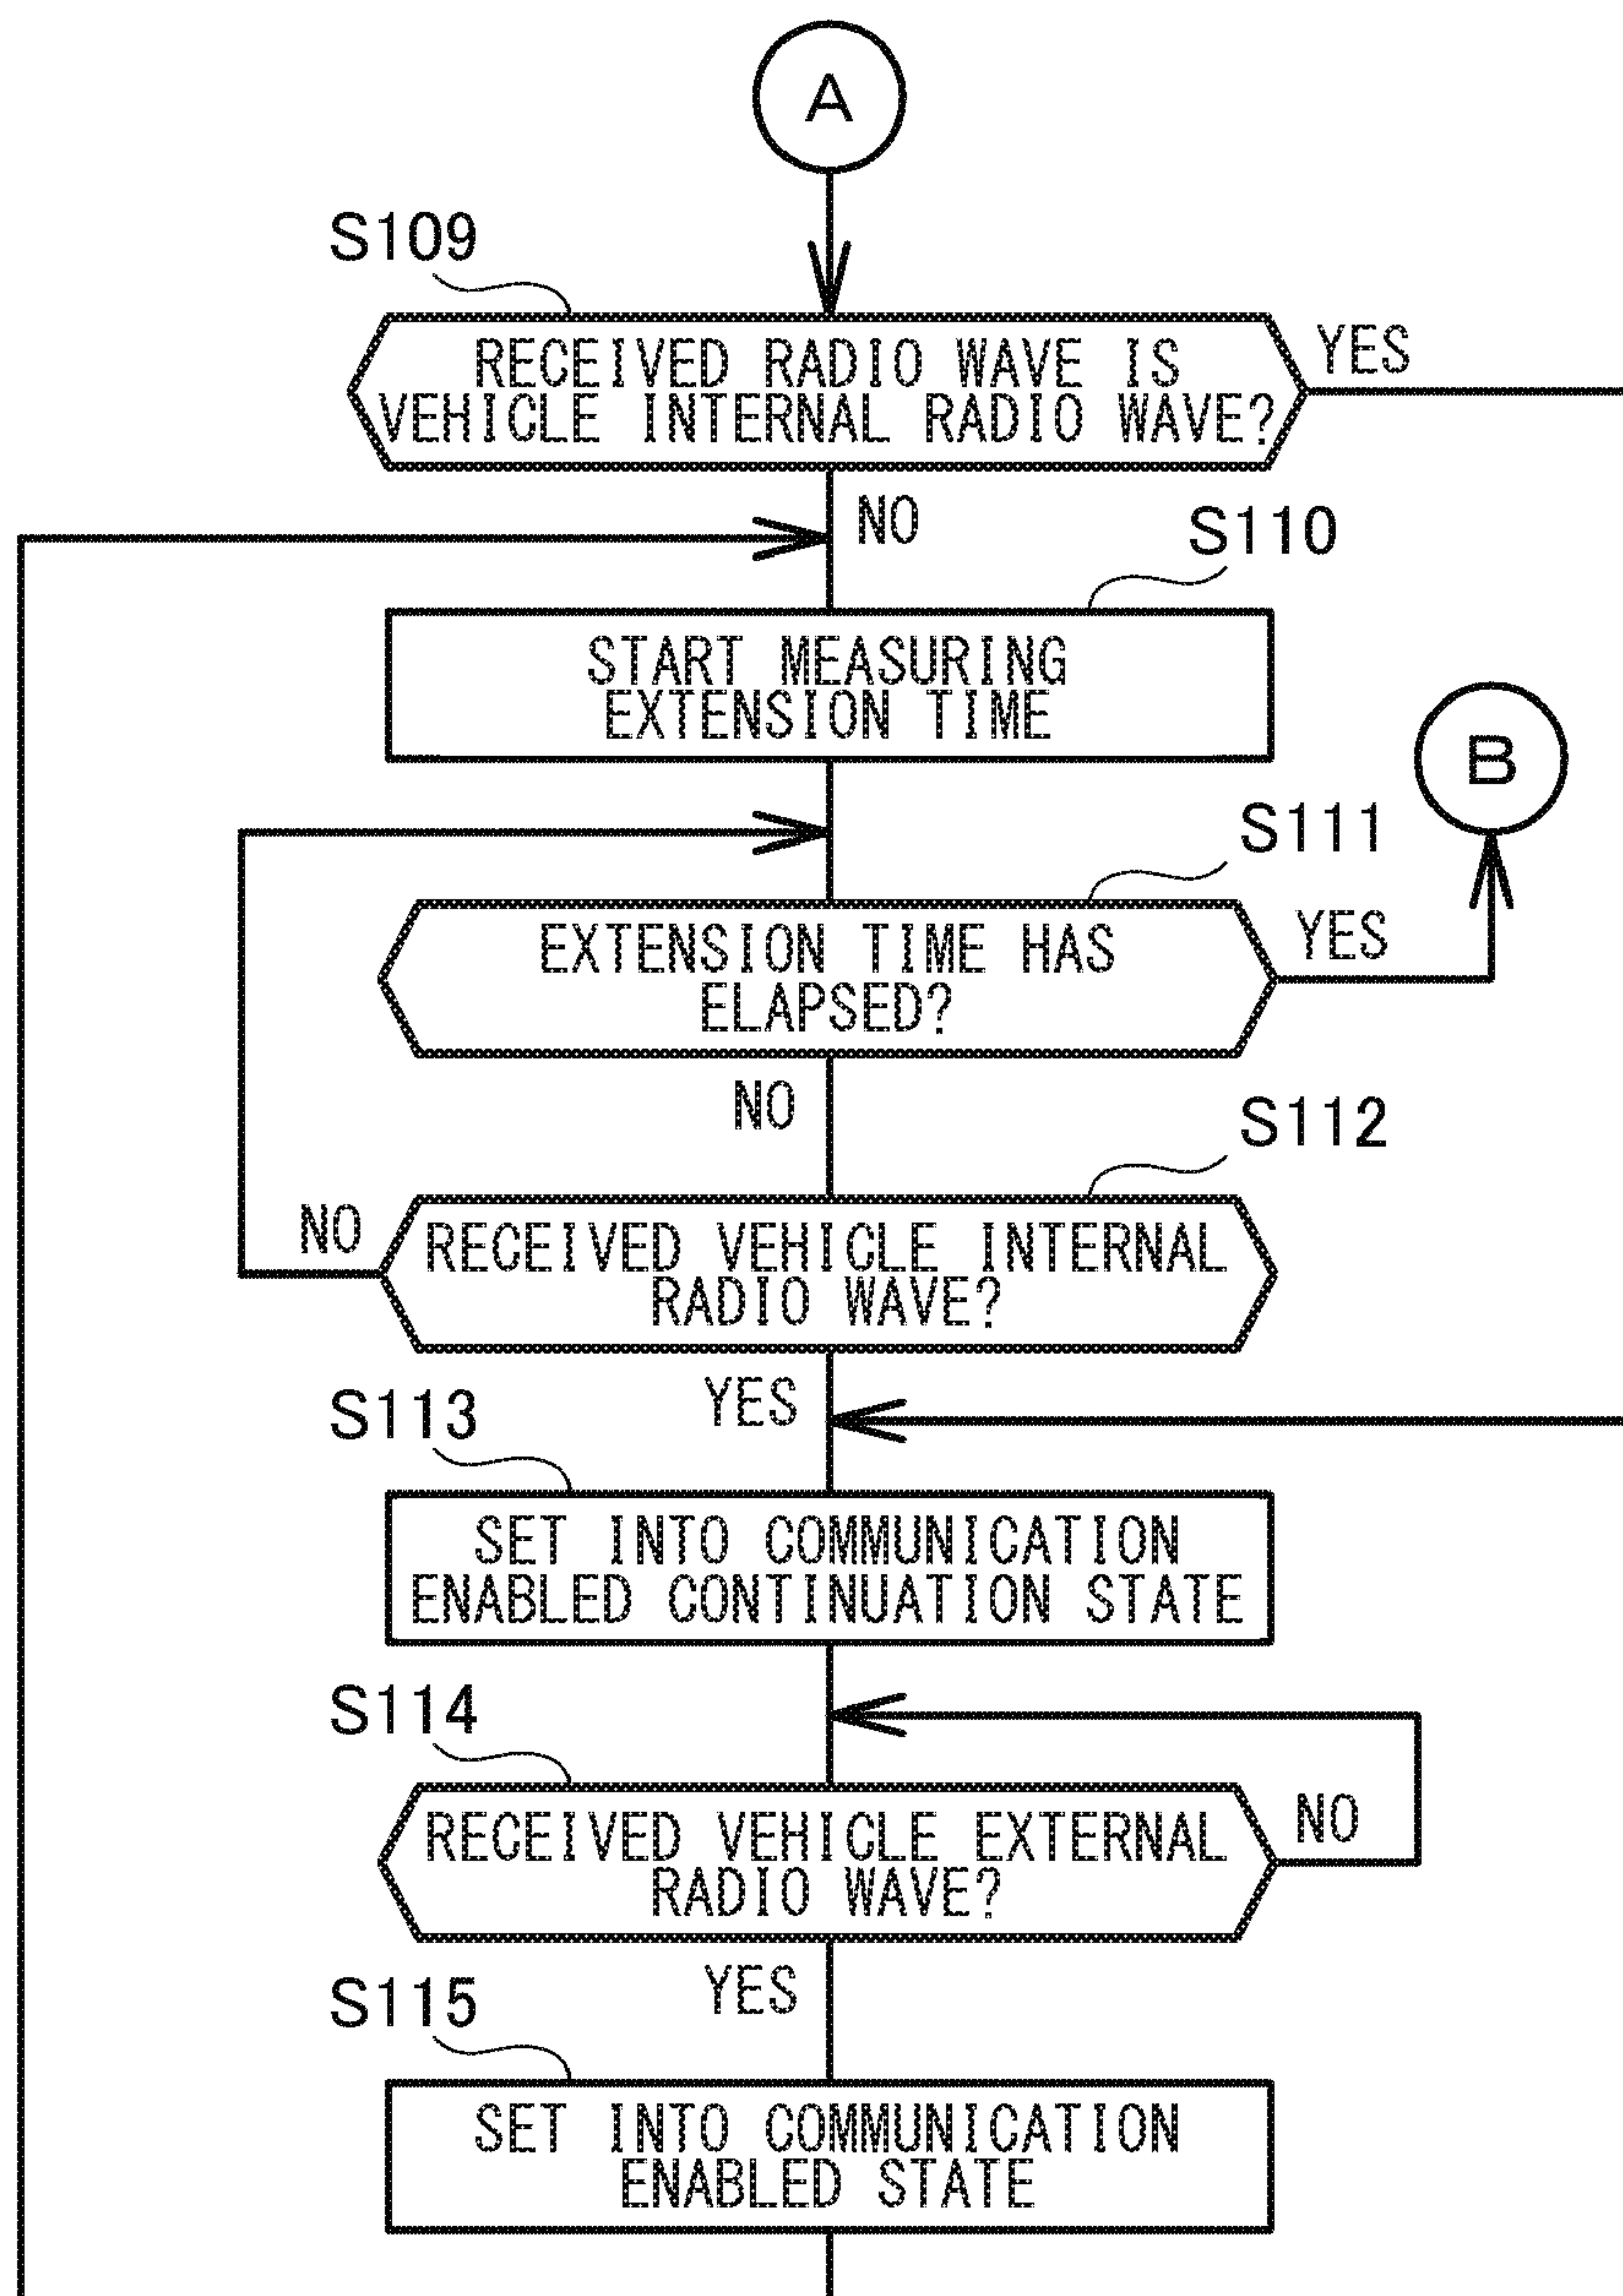 A
S109
RECEIVED RADIO WAVE IS
VEHICLE INTERNAL RADIO WAVE?
YES
NO
S110
START MEASURING
EXTENSION TIME
B
S111
EXTENSION TIME HAS
ELAPSED?
YES
NO
S112
NO
RECEIVED VEHICLE INTERNAL
RADIO WAVE?
YES
S113
SET INTO COMMUNICATION
ENABLED CONTINUATION STATE
S114
RECEIVED VEHICLE EXTERNAL
RADIO WAVE?
NO
YES
S115
SET INTO COMMUNICATION
ENABLED STATE